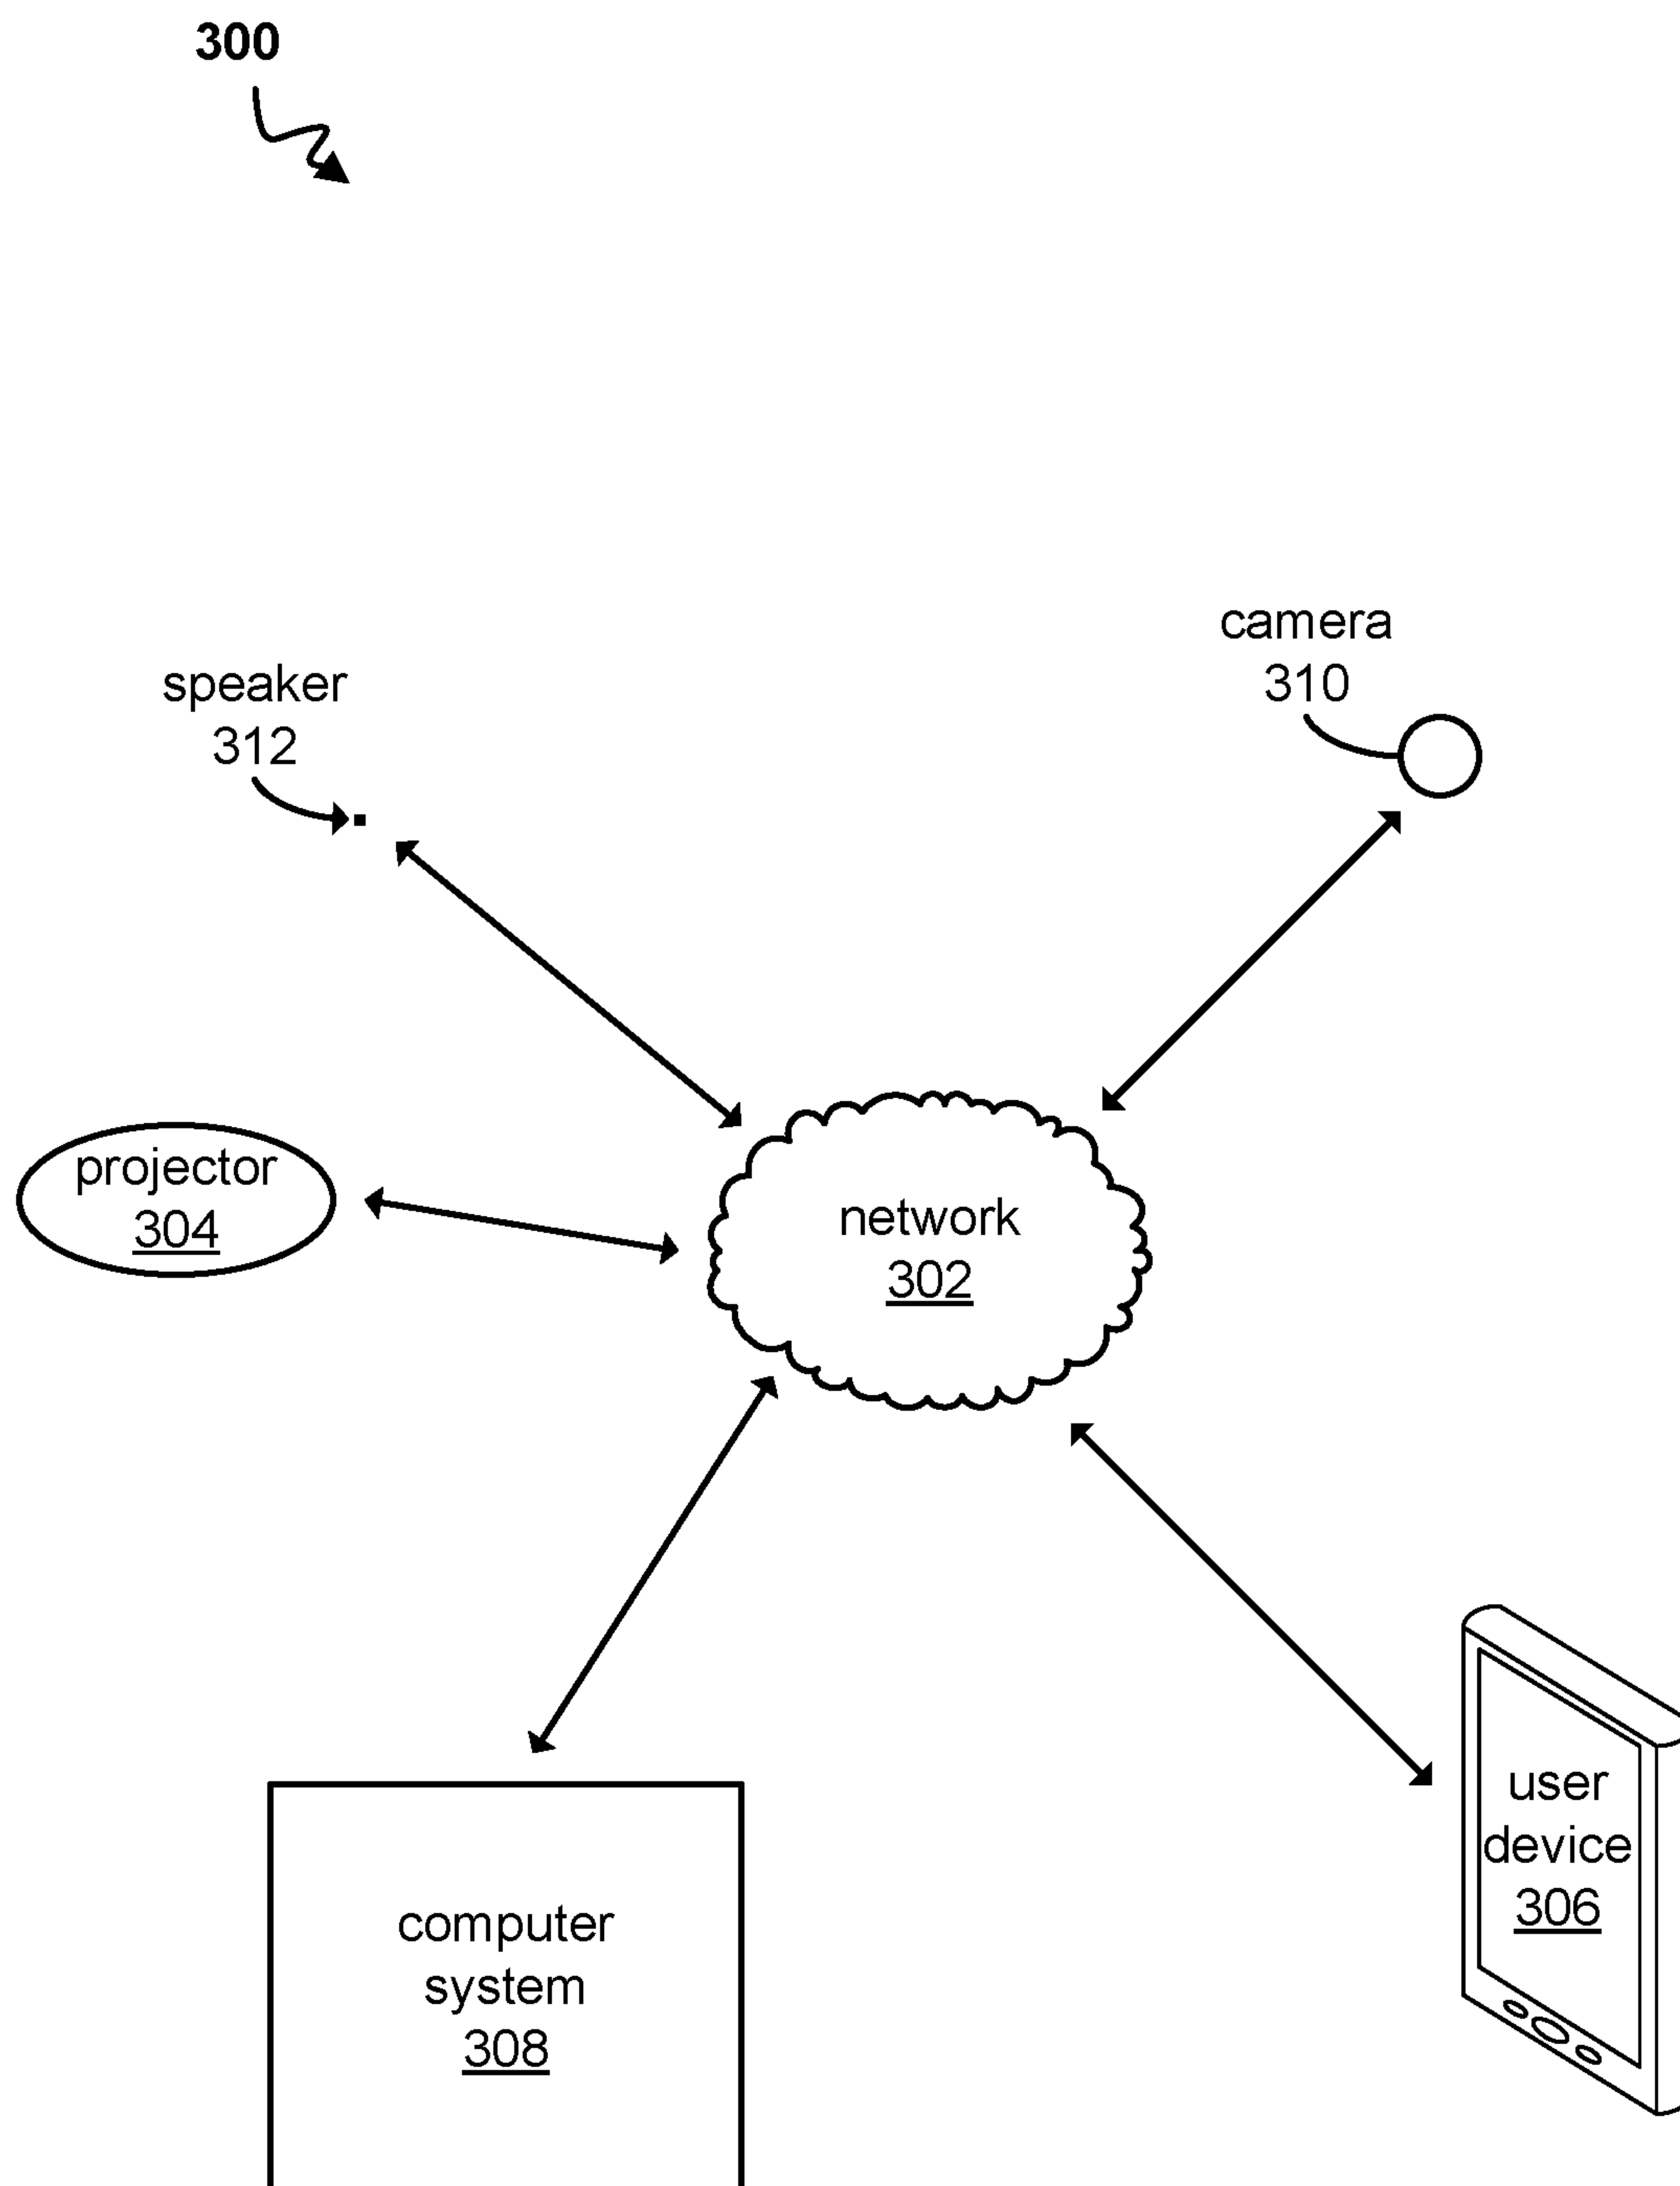 300
camera
310
speaker
312
projector
304
network
302
user
device
306
computer
system
308